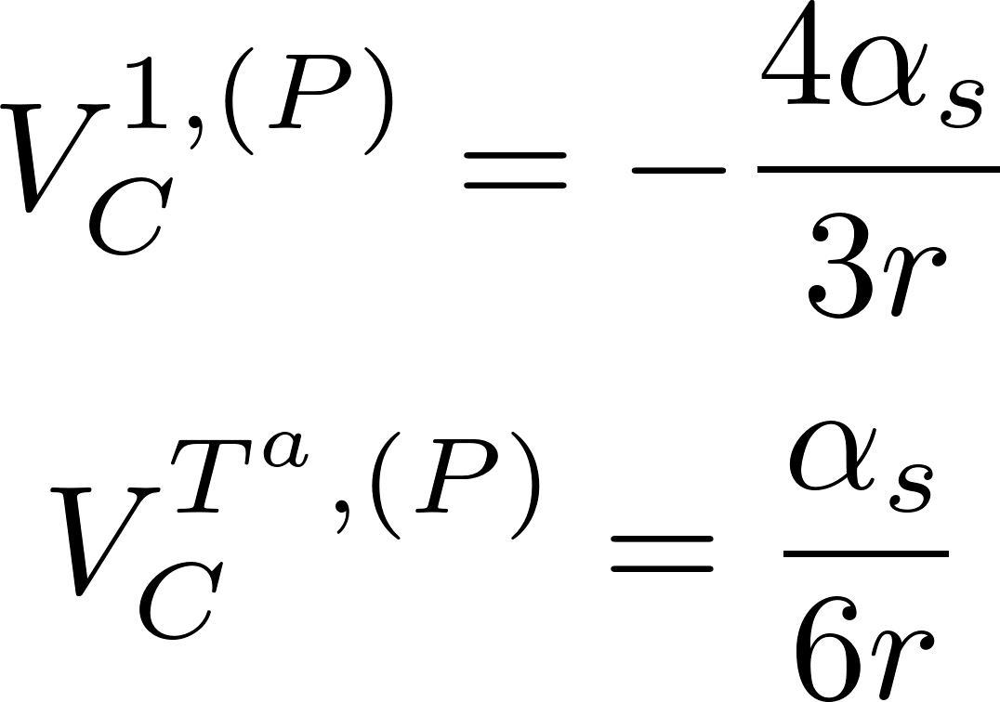 V_C^{1,(P)} = -\frac{4\alpha_s}{3r}
V_C^{T^a,(P)} = \frac{\alpha_s}{6r}